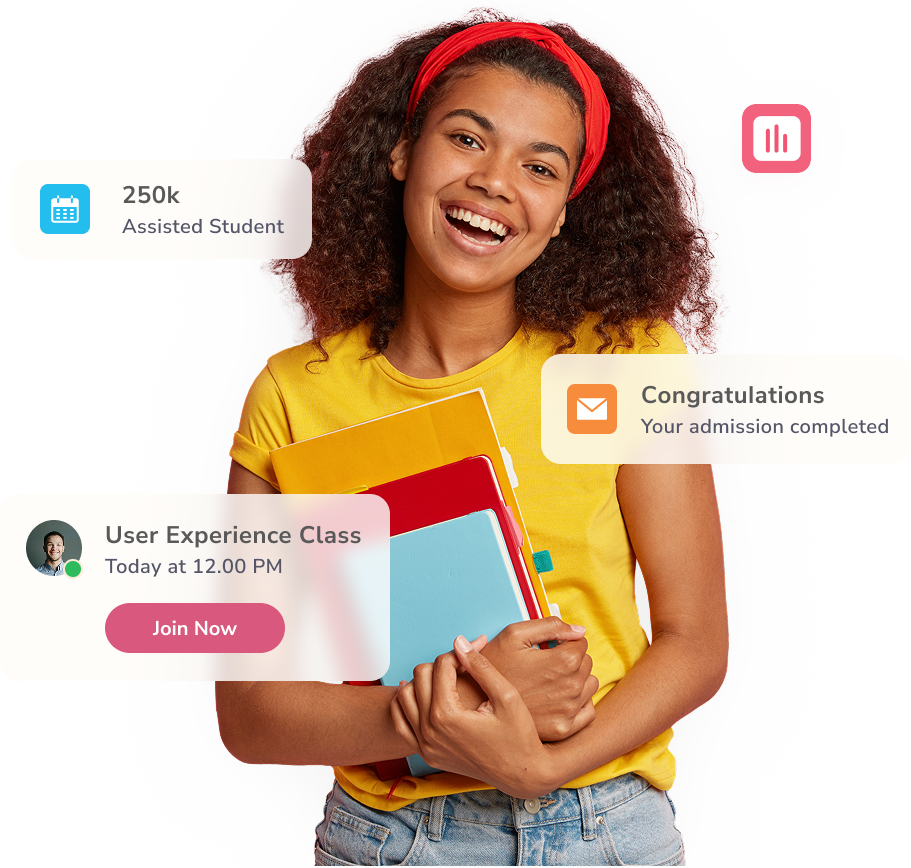 250k
Assisted Student
Congratulations
Your admission completed
User Experience Class
Today at 12.00 PM
Join Now